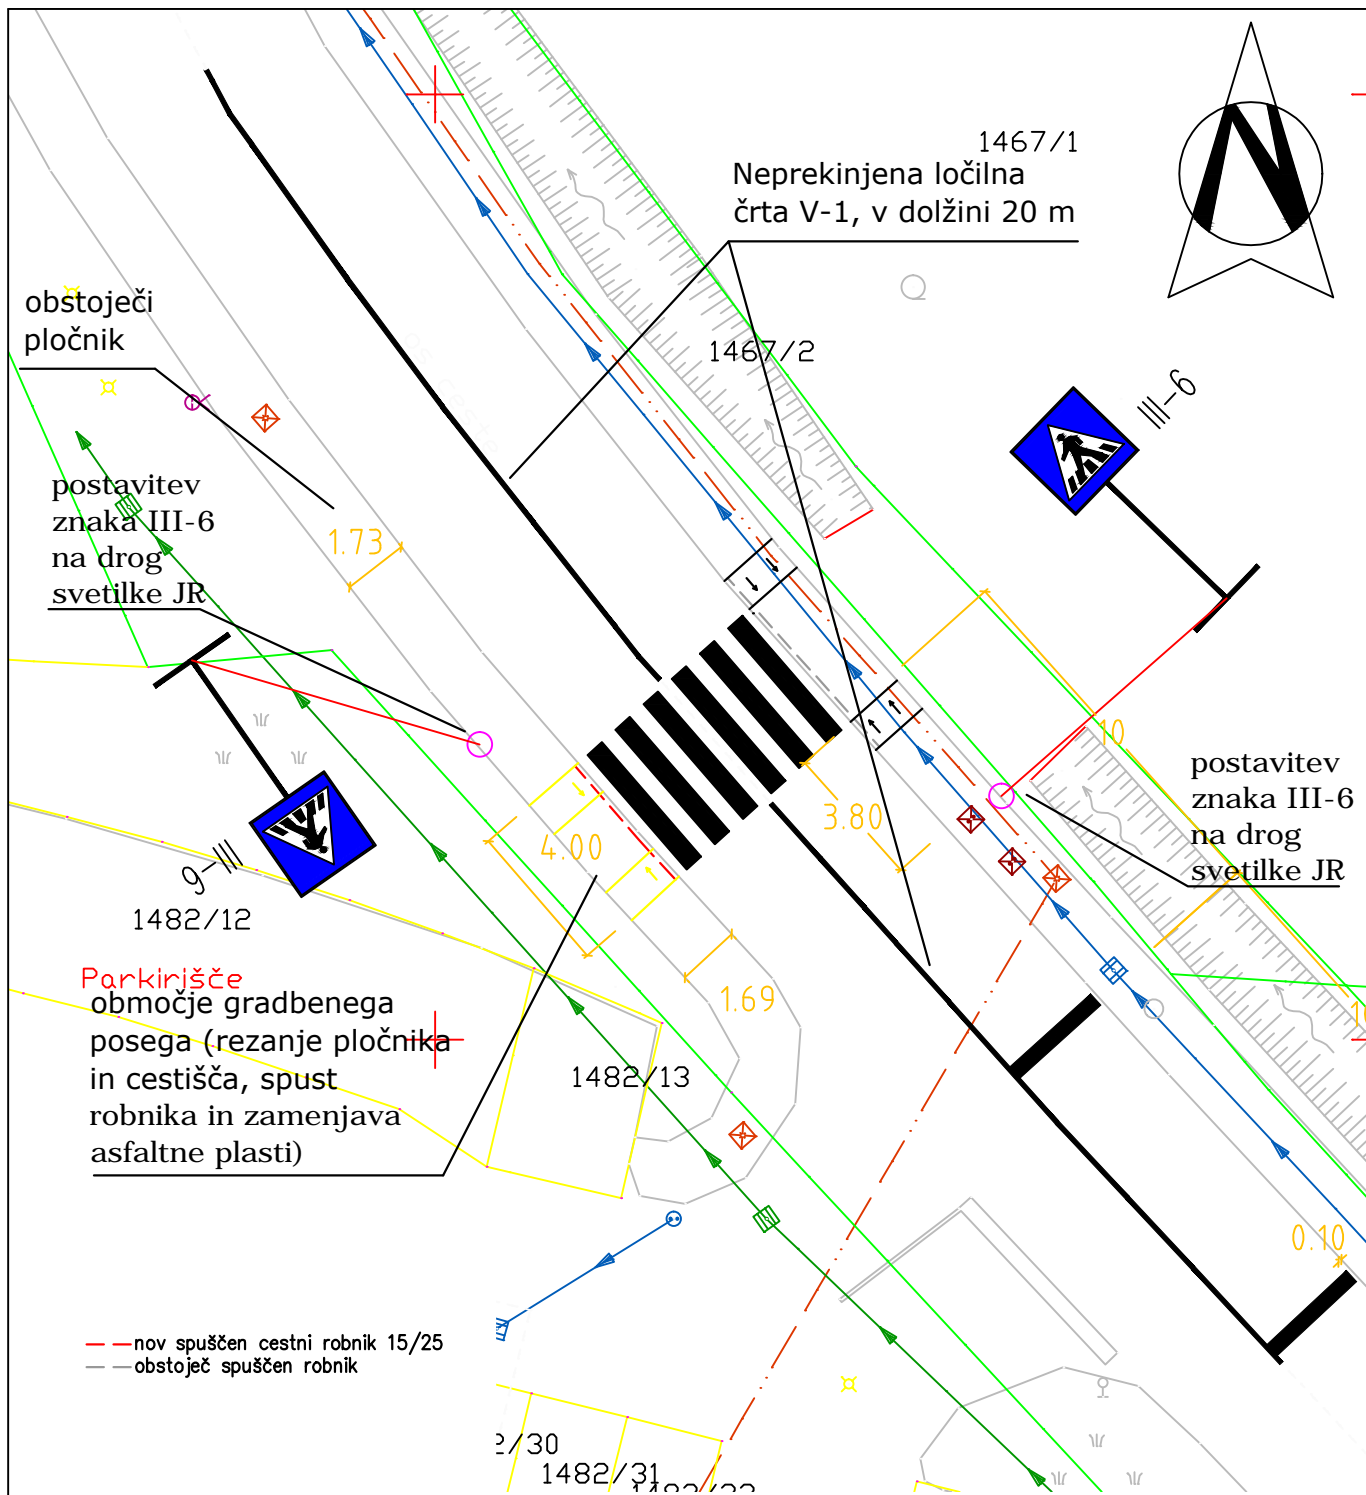 1467/1
Neprekinjena ločilna
črta V-1, v dolžini 20 m
N
obstoječi
pločnik
1467/2
III-6
postavitev
znaka III-6
na drog
svetilke JR
1.73
10
postavitev
znaka III-6
na drog
svetilke JR
3.80
4.00
III-6
1482/12
Parkirišče
območje gradbenega
posega (rezanje pločnika
in cestišča, spust
robnika in zamenjava
asfaltne plasti)
1.69
1482/13
0.10
nov spuščen cestni robnik 15/25
obstoječ spuščen robnik
2/30
1482/31